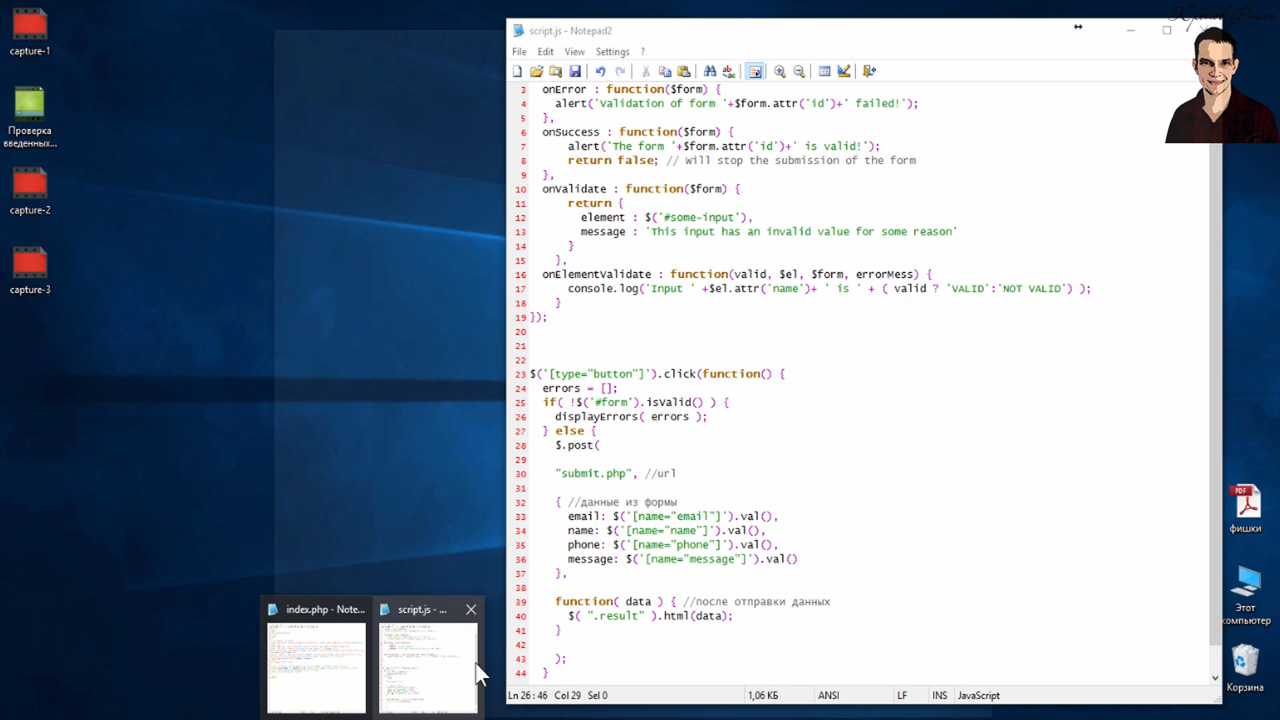 capture-1
Проверка
введенных...
capture-2
capture-3
script.js - Notepad2
File Edit View Settings ?
3 onError : function($form) {
4 alert('Validation of form '+$form.attr('id')+' failed!');
5 },
6 onSuccess : function($form) {
7 alert('The form '+$form.attr('id')+' is valid!');
8 return false; // Will stop the submission of the form
9 },
10 onValidate : function($form) {
11 return {
12 element : $('#some-input'),
13 message : 'This input has an invalid value for some reason'
14 }
15 },
16 onElementValidate : function(valid, $el, $form, errorMess) {
17 console.log('Input ' +$el.attr('name')+ ' is ' + ( valid ? 'VALID':'NOT VALID') );
18 }
19 });
20
21
22
23 $('[type="button"]').click(function() {
24 errors = [];
25 if( !$('#form').isValid() ) {
26 displayErrors( errors );
27 } else {
28 $.post(
29
30 "submit.php", //url
31
32 { //данные из формы
33 email: $('[name="email"]').val(),
34 name: $('[name="name"]').val(),
35 phone: $('[name="phone"]').val(),
36 message: $('[name="message"]').val()
37 },
38
39 function( data ) { //после отправки данных
40 $( ".result" ).html(data);
41 }
42
43 );
44 }
Ln 26 : 46 Col 29 Sel 0 1,06 КБ ANSI LF INS JavaScript
index.php - Note...
script.js - ...
фишки
Этот
компьютер
Корзина